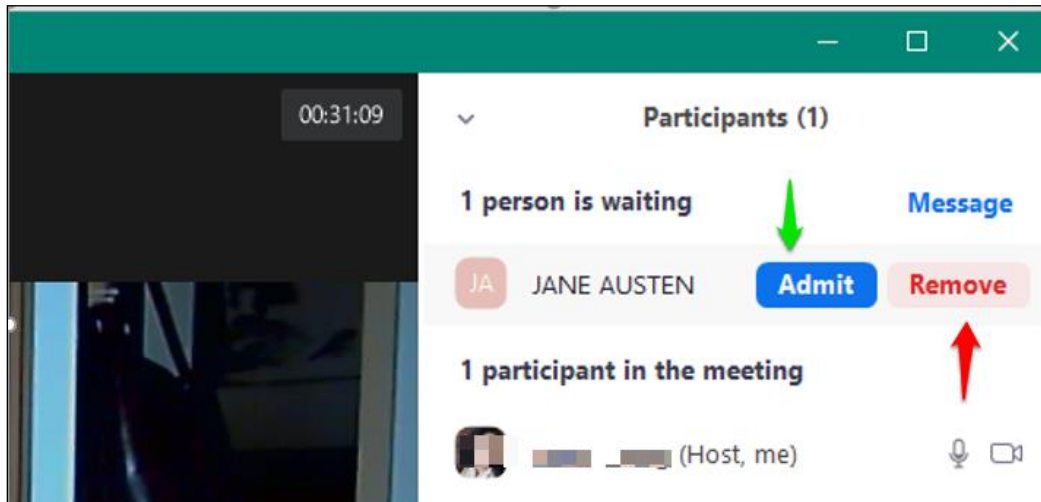 00:31:09
Participants (1)
1 person is waiting Message
JA JANE AUSTEN Admit Remove
1 participant in the meeting
(Host, me)